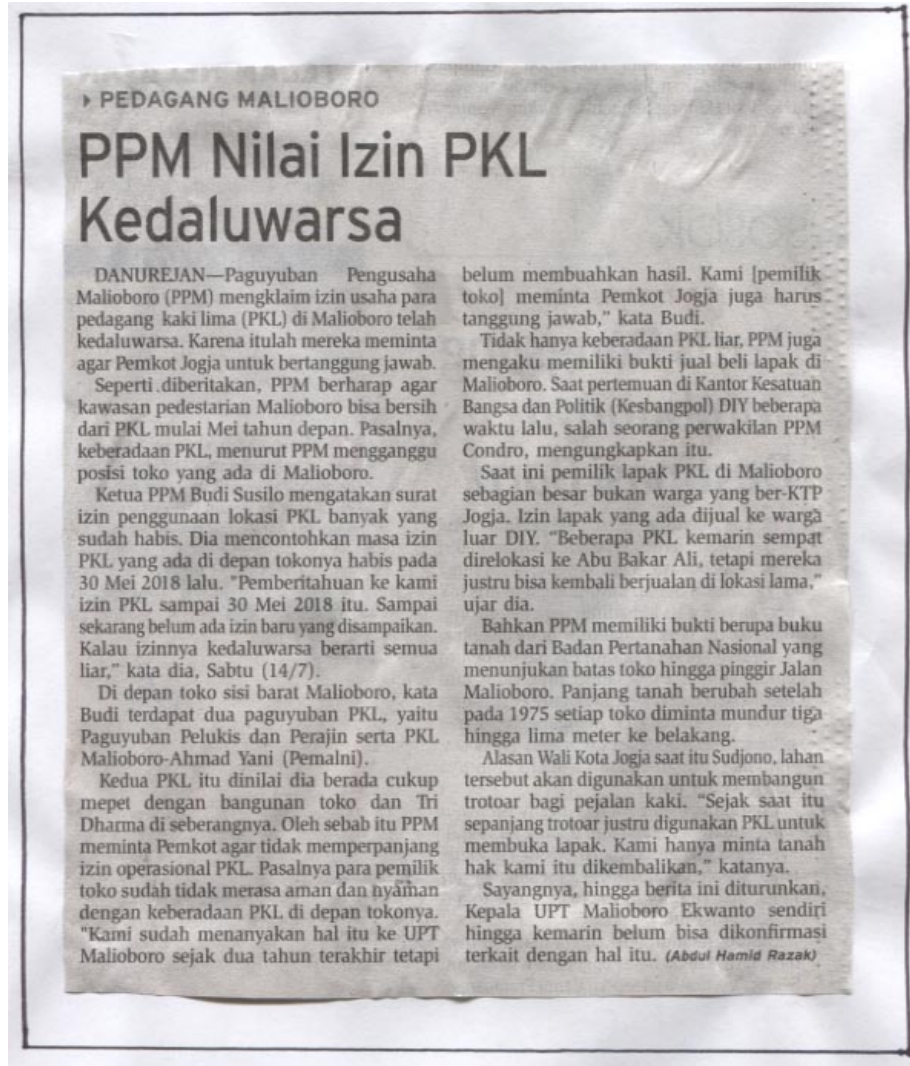 PEDAGANG MALIOBORO
PPM Nilai Izin PKL
Kedaluwarsa
DANUREJAN—Paguyuban Pengusaha
Malioboro (PPM) mengklaim izin usaha para
pedagang kaki lima (PKL) di Malioboro telah
kedaluwarsa. Karena itulah mereka meminta
agar Pemkot Jogja untuk bertanggung jawab.
Seperti diberitakan, PPM berharap agar
kawasan pedestarian Malioboro bisa bersih
dari PKL mulai Mei tahun depan. Pasalnya,
keberadaan PKL, menurut PPM mengganggu
posisi toko yang ada di Malioboro.
Ketua PPM Budi Susilo mengatakan surat
izin penggunaan lokasi PKL banyak yang
sudah habis. Dia mencontohkan masa izin
PKL yang ada di depan tokonya habis pada
30 Mei 2018 lalu. "Pemberitahuan ke kami
izin PKL sampai 30 Mei 2018 itu. Sampai
sekarang belum ada izin baru yang disampaikan.
Kalau izinnya kedaluwarsa berarti semua
liar," kata dia, Sabtu (14/7).
Di depan toko sisi barat Malioboro, kata
Budi terdapat dua paguyuban PKL, yaitu
Paguyuban Pelukis dan Perajin serta PKL
Malioboro-Ahmad Yani (Pemalni).
Kedua PKL itu dinilai dia berada cukup
mepet dengan bangunan toko dan Tri
Dharma di seberangnya. Oleh sebab itu PPM
meminta Pemkot agar tidak memperpanjang
izin operasional PKL. Pasalnya para pemilik
toko sudah tidak merasa aman dan nyaman
dengan keberadaan PKL di depan tokonya.
"Kami sudah menanyakan hal itu ke UPT
Malioboro sejak dua tahun terakhir tetapi
belum membuahkan hasil. Kami [pemilik
toko] meminta Pemkot Jogja juga harus
tanggung jawab," kata Budi.
Tidak hanya keberadaan PKL liar, PPM juga
mengaku memiliki bukti jual beli lapak di
Malioboro. Saat pertemuan di Kantor Kesatuan
Bangsa dan Politik (Kesbangpol) DIY beberapa
waktu lalu, salah seorang perwakilan PPM
Condro, mengungkapkan itu.
Saat ini pemilik lapak PKL di Malioboro
sebagian besar bukan warga yang ber-KTP
Jogja. Izin lapak yang ada dijual ke warga
luar DIY. "Beberapa PKL kemarin sempat
direlokasi ke Abu Bakar Ali, tetapi mereka
justru bisa kembali berjualan di lokasi lama,"
ujar dia.
Bahkan PPM memiliki bukti berupa buku
tanah dari Badan Pertanahan Nasional yang
menunjukan batas toko hingga pinggir Jalan
Malioboro. Panjang tanah berubah setelah
pada 1975 setiap toko diminta mundur tiga
hingga lima meter ke belakang.
Alasan Wali Kota Jogja saat itu Sudjono, lahan
tersebut akan digunakan untuk membangun
trotoar bagi pejalan kaki. "Sejak saat itu
sepanjang trotoar justru digunakan PKL untuk
membuka lapak. Kami hanya minta tanah
hak kami itu dikembalikan," katanya.
Sayangnya, hingga berita ini diturunkan,
Kepala UPT Malioboro Ekwanto sendiri
hingga kemarin belum bisa dikonfirmasi
terkait dengan hal itu. (Abdul Hamid Razak)